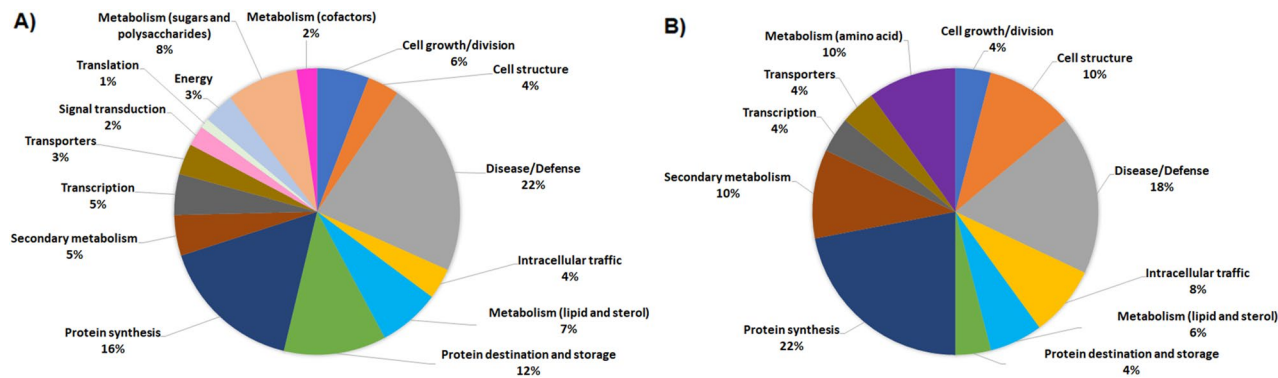 A)
Metabolism (sugars and
polysaccharides)
8%
Metabolism (cofactors)
2%
Cell growth/division
6%
Cell structure
4%
Disease/Defense
22%
Intracellular traffic
4%
Metabolism (lipid and sterol)
7%
Protein destination and storage
12%
Protein synthesis
16%
Secondary metabolism
5%
Transcription
5%
Transporters
3%
Signal transduction
2%
Translation
1%
Energy
3%
B)
Metabolism (amino acid)
10%
Cell growth/division
4%
Cell structure
10%
Disease/Defense
18%
Intracellular traffic
8%
Metabolism (lipid and sterol)
6%
Protein destination and storage
4%
Protein synthesis
22%
Secondary metabolism
10%
Transcription
4%
Transporters
4%